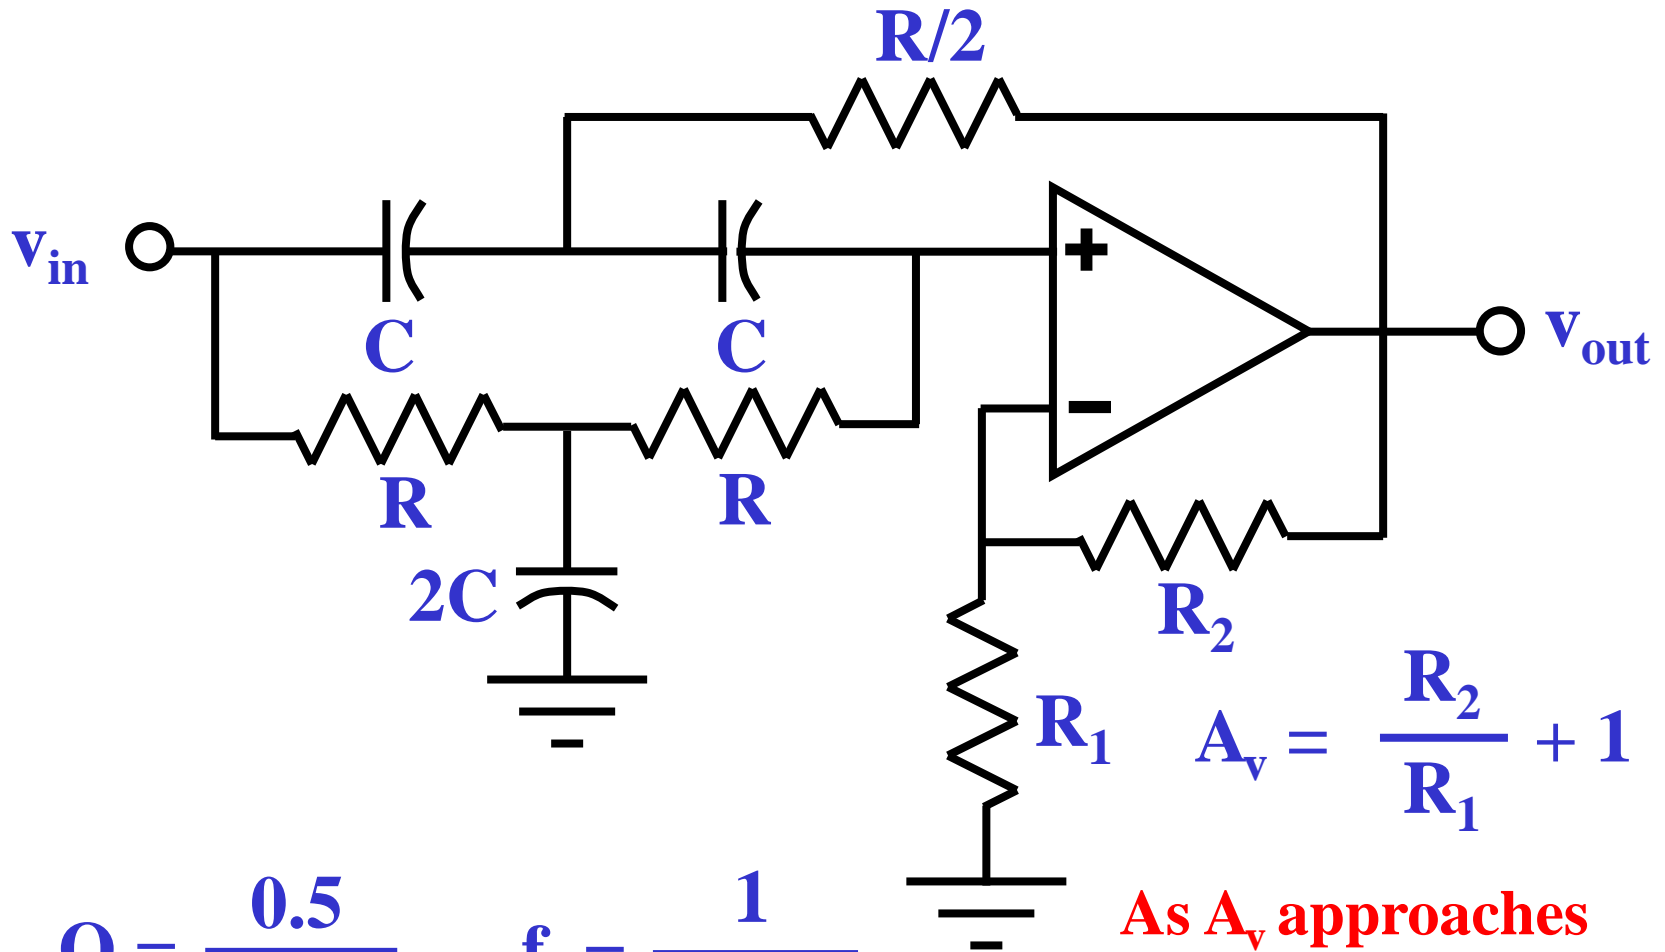 R/2
v_in
+
C
C
v_out
R
R
−
2C
R_2
R_1
A_v = R_2/R_1 + 1
Q = 0.5
f = 1
As A_v approaches